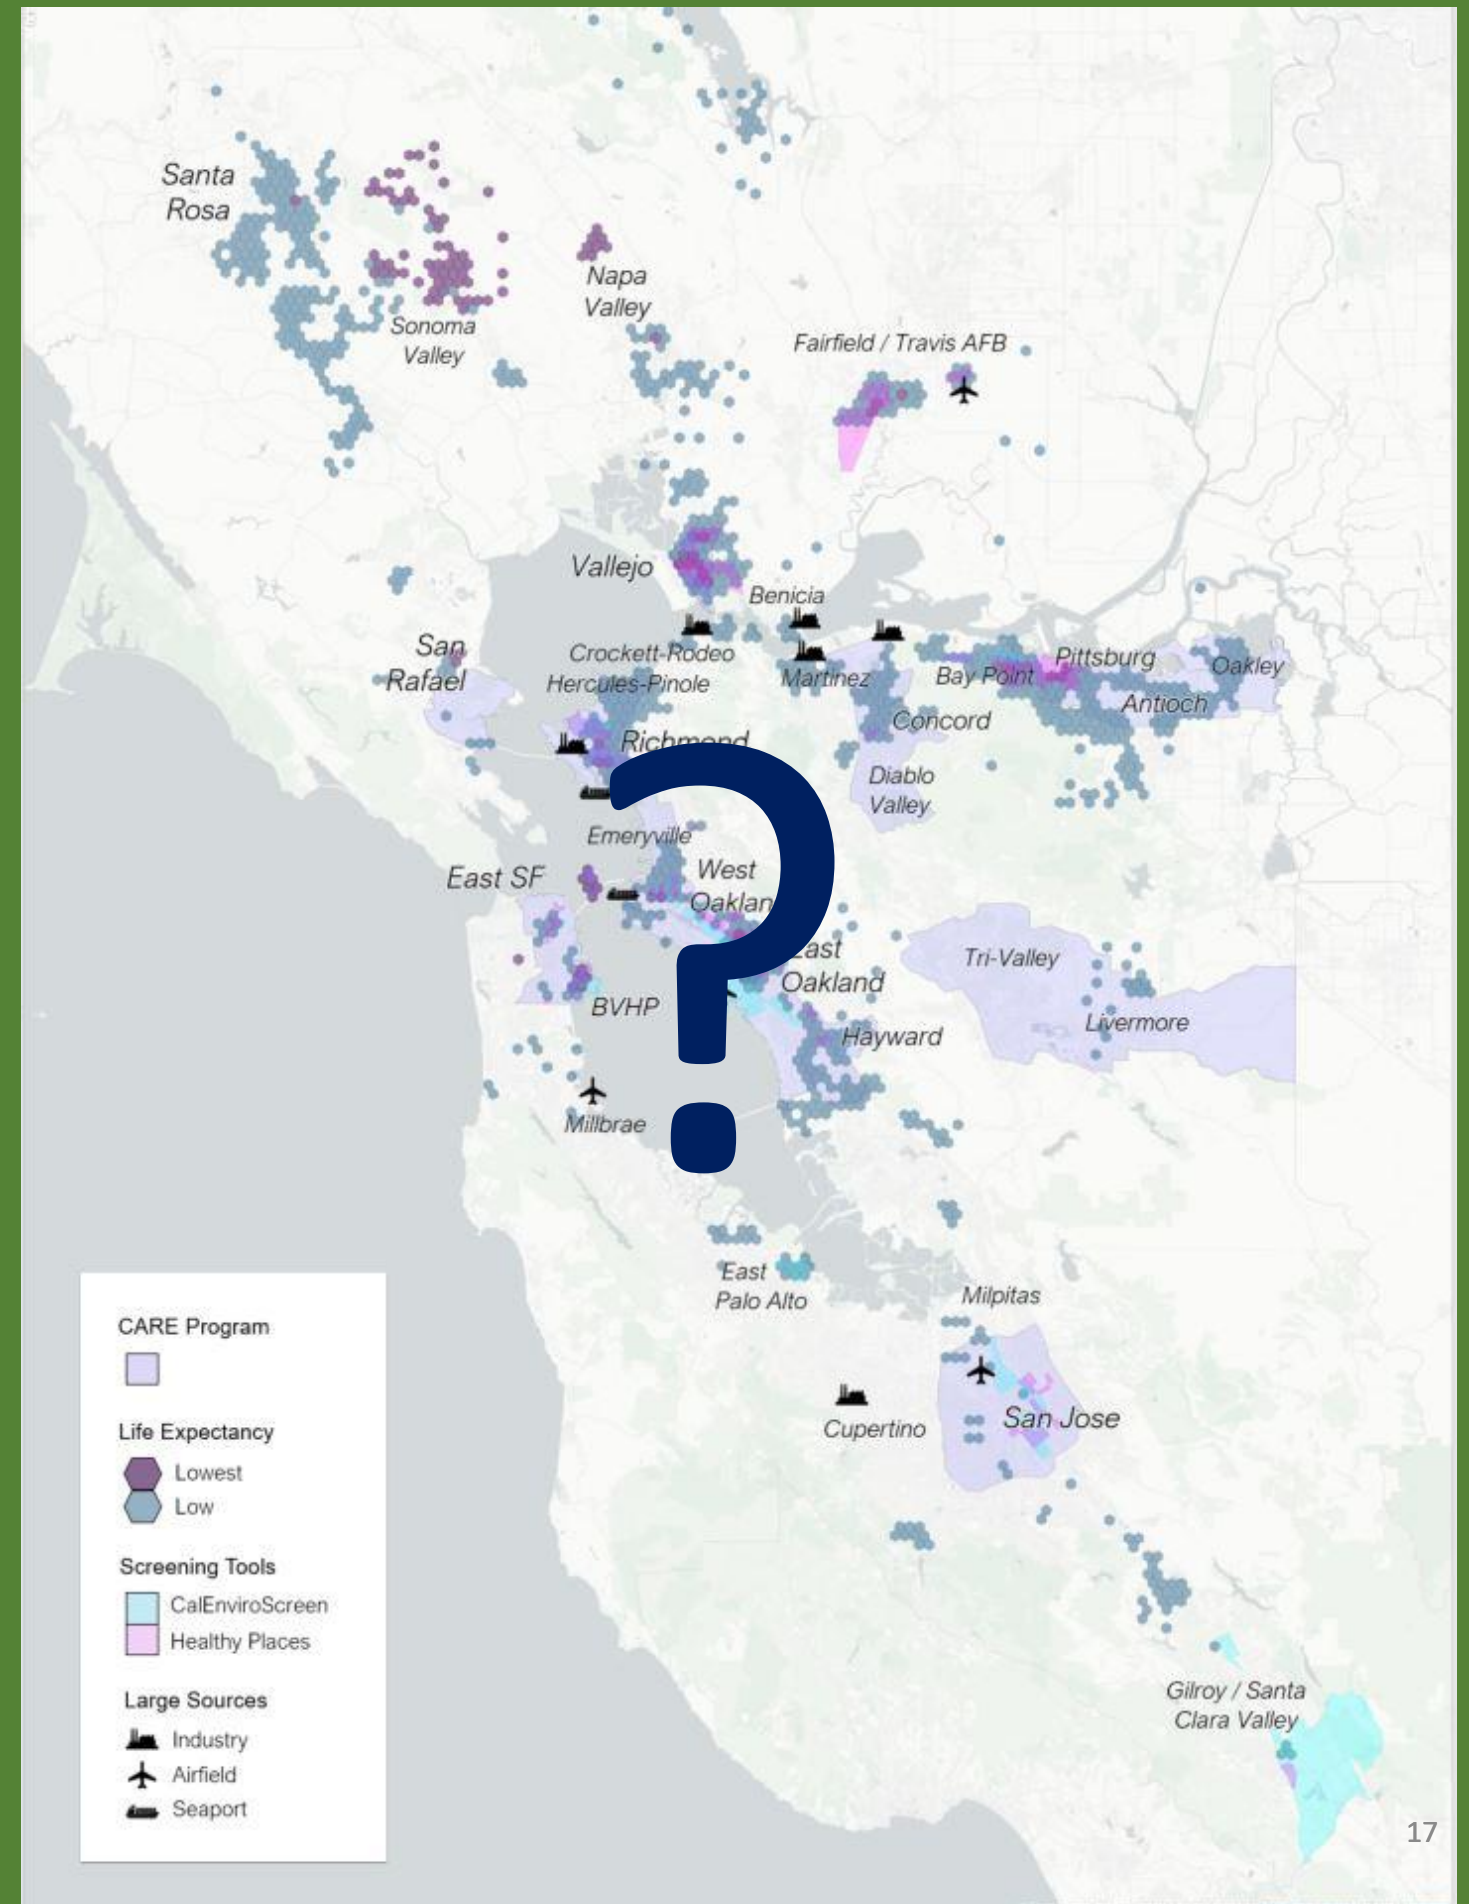 Santa
Rosa
Sonoma
Valley
Napa
Valley
Fairfield / Travis AFB
Vallejo
Benicia
San
Rafael
Crockett-Rodeo
Hercules-Pinole
Martinez
Bay Point
Pittsburg
Oakley
Antioch
Concord
Richmond
Diablo
Valley
?
Emeryville
East SF
West
Oaklan
East
Oakland
Tri-Valley
BVHP
Hayward
Livermore
Millbrae
East
Palo Alto
Milpitas
Cupertino
San Jose
Gilroy / Santa
Clara Valley
CARE Program
Life Expectancy
Lowest
Low
Screening Tools
CalEnviroScreen
Healthy Places
Large Sources
Industry
Airfield
Seaport
17